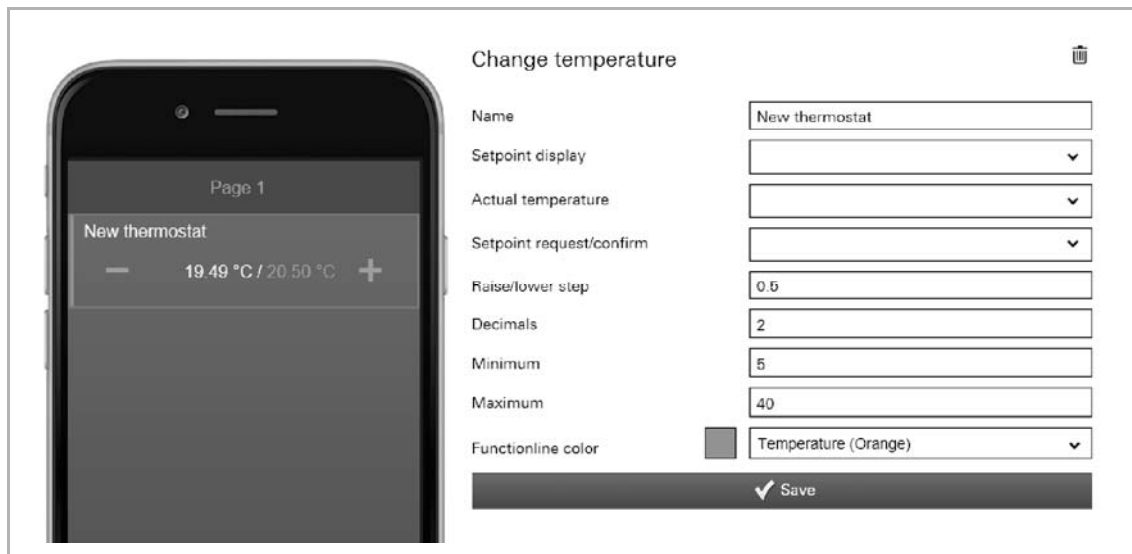 Page 1
New thermostat
19.49 °C / 20.50 °C
Change temperature
Name
New thermostat
Setpoint display
Actual temperature
Setpoint request/confirm
Raise/lower step
0.5
Decimals
2
Minimum
5
Maximum
40
Functionline color
Temperature (Orange)
Save